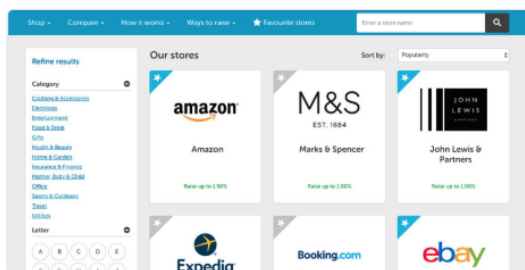 Shop
Compare
How it works
Ways to raise
Favourite stores
Enter a store name
Refine results
Category
Clothing & Accessories
Electricals
Entertainment
Food & Drink
Gifts
Health & Beauty
Home & Garden
Insurance & Finance
Mother, Baby & Child
Office
Sports & Outdoors
Travel
Utilities
Letter
A B C D E
Our stores
Sort by: Popularity
amazon
Amazon
Raise up to 1.50%
M&S
EST. 1884
Marks & Spencer
Raise up to 1.88%
JOHN
LEWIS
John Lewis &
Partners
Raise up to 1.00%
Expedia
Booking.com
ebay